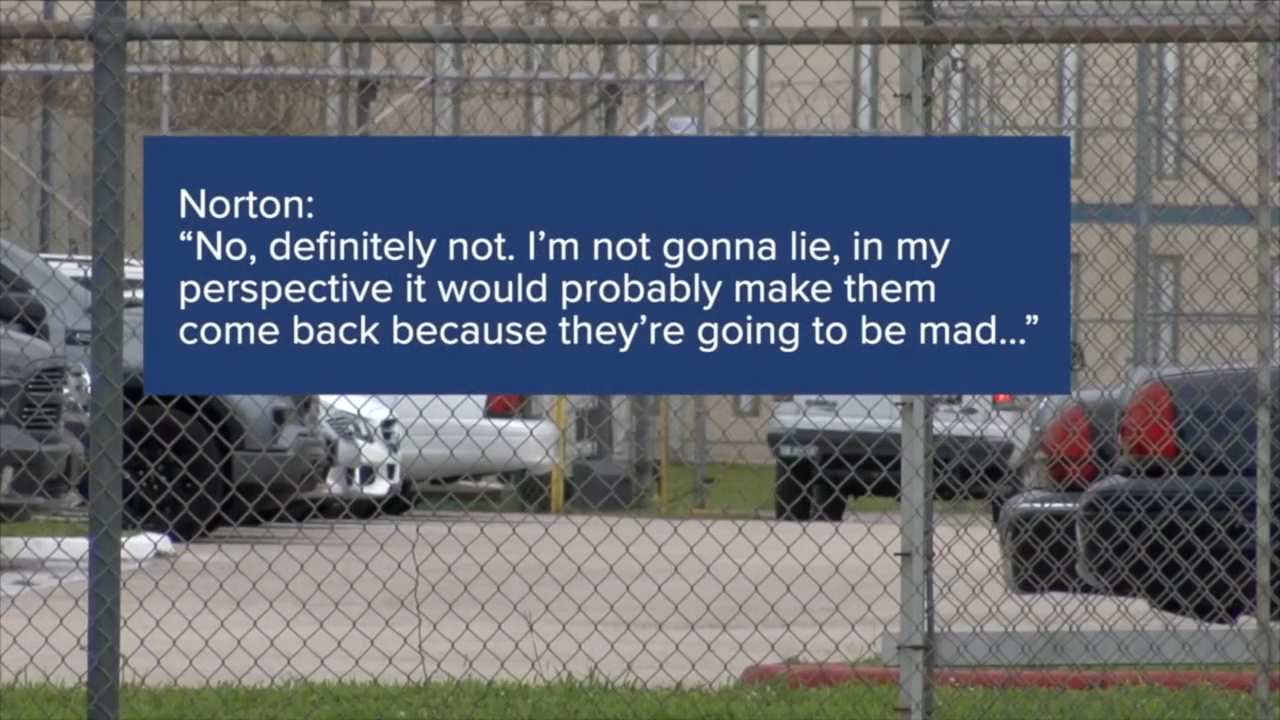 Norton:
“No, definitely not. I’m not gonna lie, in my
perspective it would probably make them
come back because they’re going to be mad...”